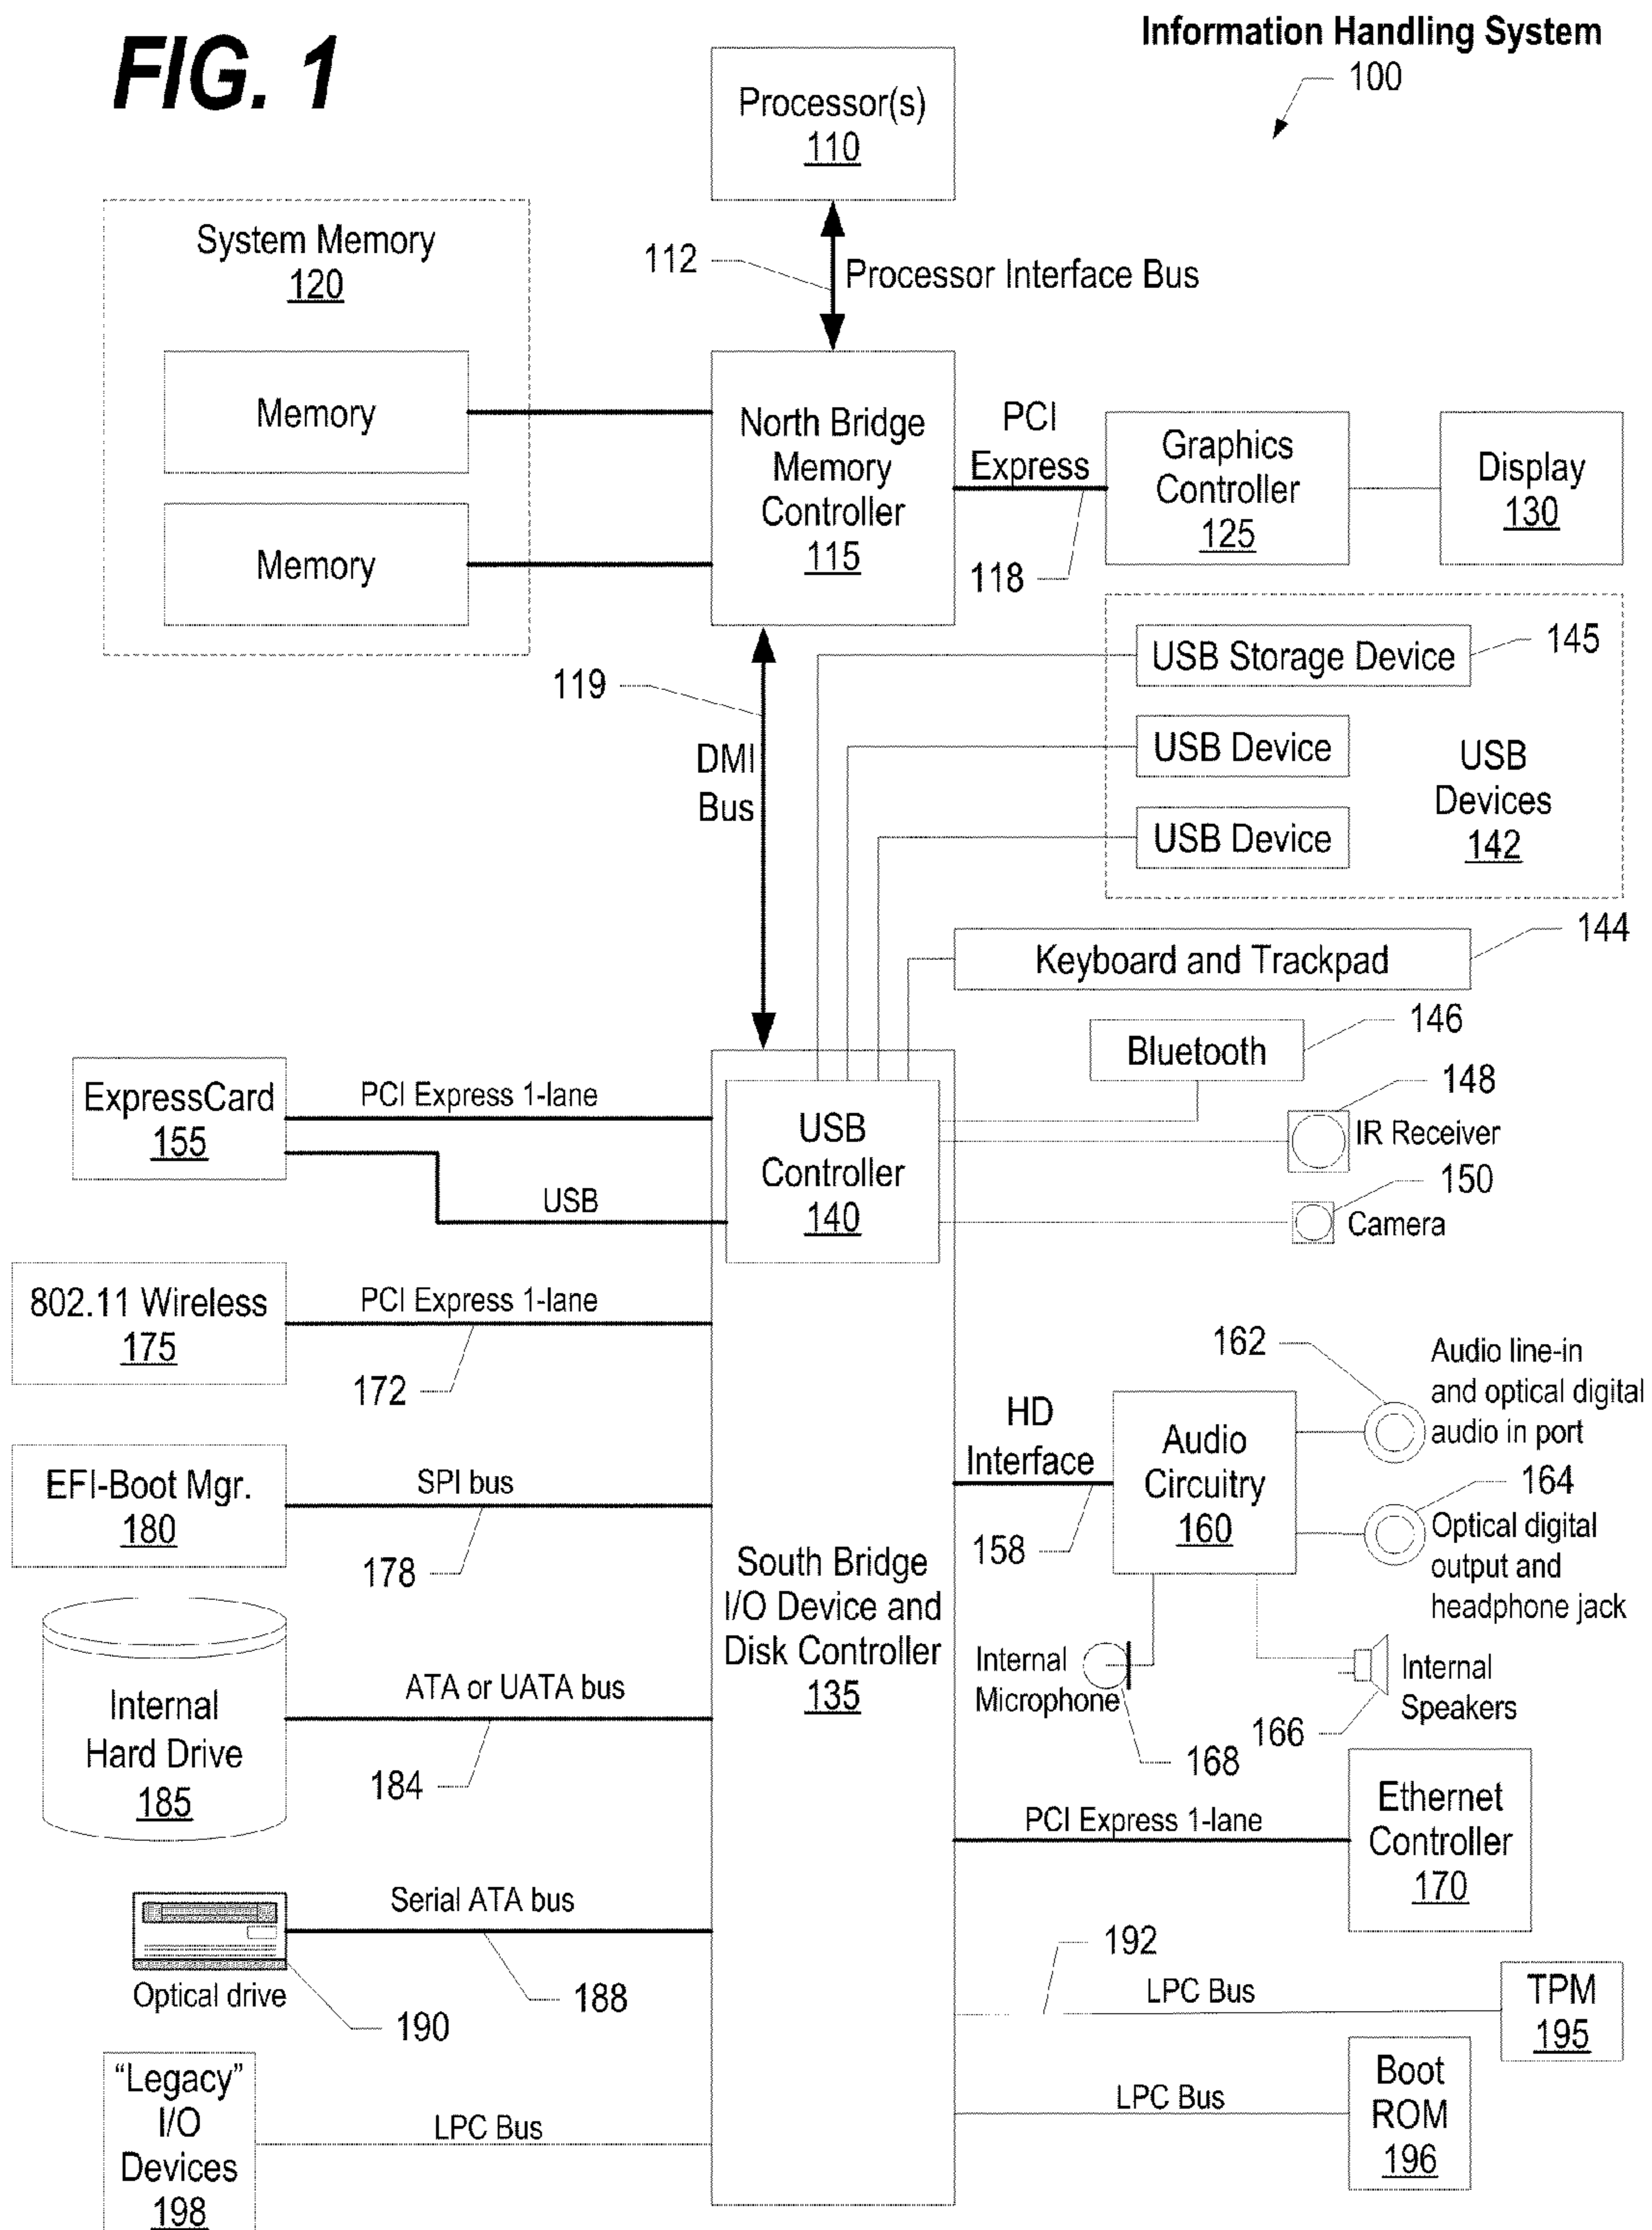 FIG. 1
Information Handling System
100
Processor(s)
110
System Memory
120
112
Processor Interface Bus
Memory
Memory
North Bridge
Memory
Controller
115
PCI
Express
118
Graphics
Controller
125
Display
130
119
DMI
Bus
USB Storage Device
145
USB Device
USB Device
USB
Devices
142
144
Keyboard and Trackpad
146
Bluetooth
148
IR Receiver
150
Camera
ExpressCard
155
PCI Express 1-lane
USB
USB
Controller
140
802.11 Wireless
175
PCI Express 1-lane
172
162
Audio line-in
and optical digital
audio in port
HD
Interface
158
Audio
Circuitry
160
164
Optical digital
output and
headphone jack
EFI-Boot Mgr.
180
SPI bus
178
South Bridge
I/O Device and
Disk Controller
135
Internal
Microphone
168
166
Internal
Speakers
Internal
Hard Drive
185
ATA or UATA bus
184
PCI Express 1-lane
Ethernet
Controller
170
Serial ATA bus
188
Optical drive
190
192
LPC Bus
TPM
195
"Legacy"
I/O
Devices
198
LPC Bus
LPC Bus
Boot
ROM
196